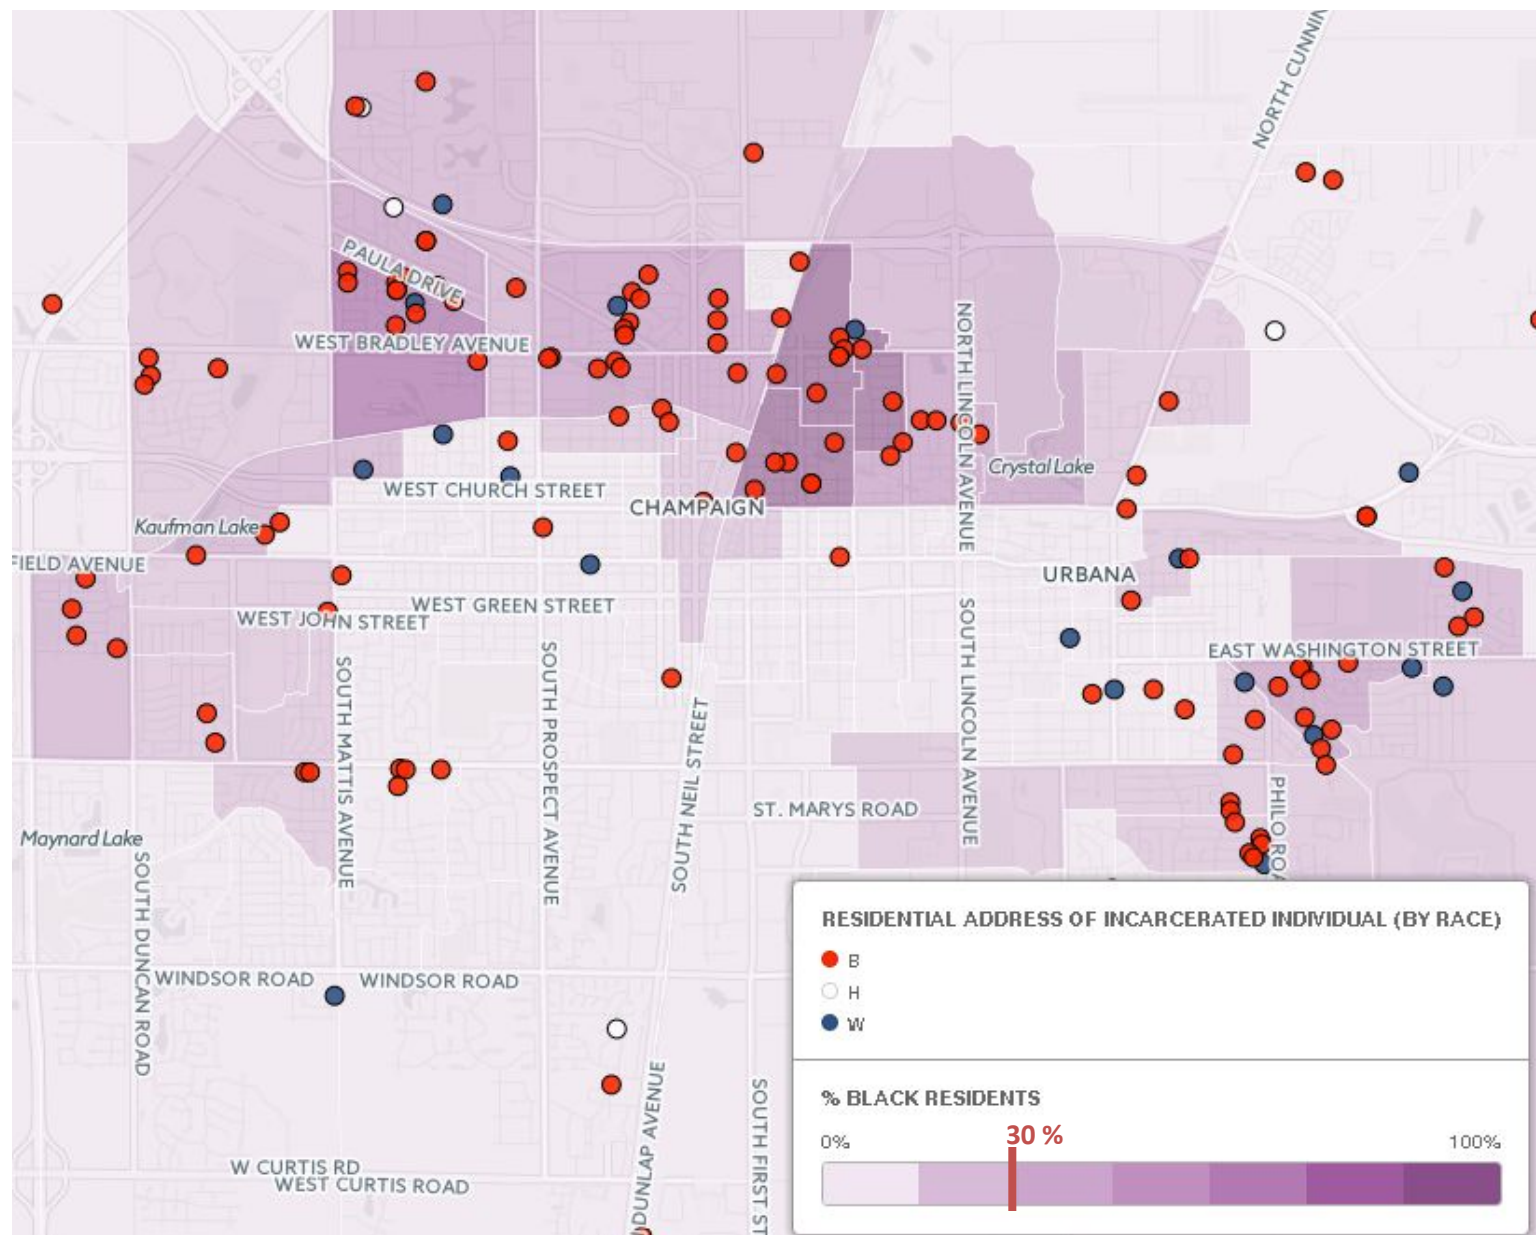 NORTH CUNNIN
PAULA DRIVE
WEST BRADLEY AVENUE
NORTH LINCOLN AVENUE
Crystal Lake
WEST CHURCH STREET
CHAMPAIGN
Kaufman Lake
FIELD AVENUE
URBANA
WEST GREEN STREET
WEST JOHN STREET
EAST WASHINGTON STREET
SOUTH MATTIS AVENUE
SOUTH PROSPECT AVENUE
SOUTH NEIL STREET
SOUTH LINCOLN AVENUE
ST. MARYS ROAD
PHILO ROA
Maynard Lake
SOUTH DUNCAN ROAD
WINDSOR ROAD WINDSOR ROAD
DUNLAP AVENUE
SOUTH FIRST ST
W CURTIS RD
WEST CURTIS ROAD
RESIDENTIAL ADDRESS OF INCARCERATED INDIVIDUAL (BY RACE)
B
H
W
% BLACK RESIDENTS
0% 30 % 100%